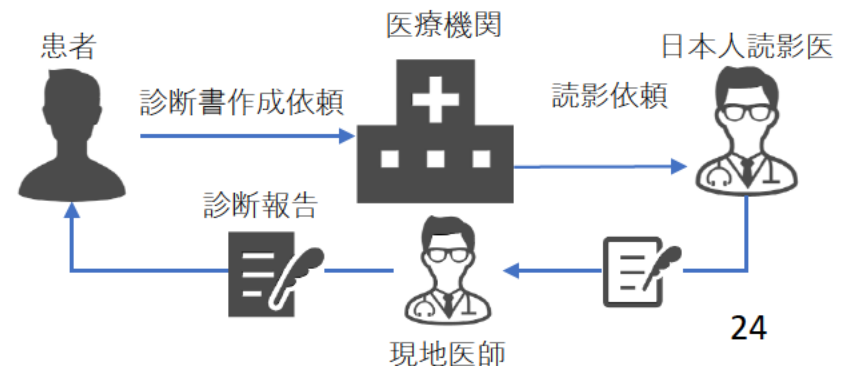 医療機関
患者
日本人読影医
診断書作成依頼
読影依頼
診断報告
24
現地医師